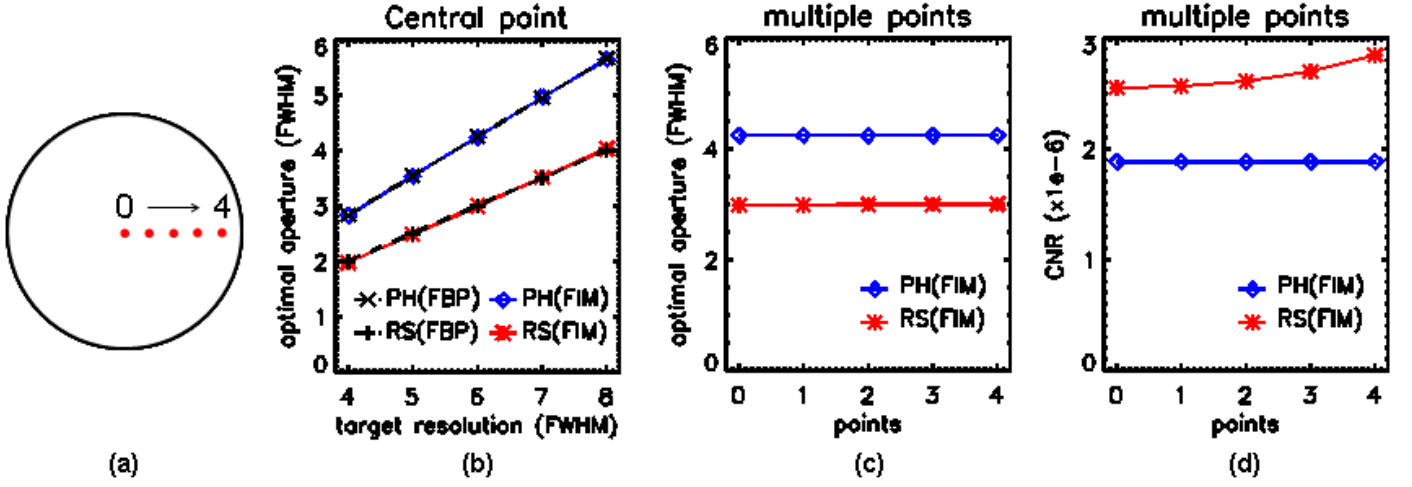 0 → 4
(a)
Central point
optimal aperture (FWHM)
6
5
4
3
2
1
0
PH(FBP) PH(FIM)
RS(FBP) RS(FIM)
4 5 6 7 8
target resolution (FWHM)
(b)
multiple points
optimal aperture (FWHM)
6
4
2
0
PH(FIM)
RS(FIM)
0 1 2 3 4
points
(c)
multiple points
CNR (×1e-6)
3
2
1
0
PH(FIM)
RS(FIM)
0 1 2 3 4
points
(d)